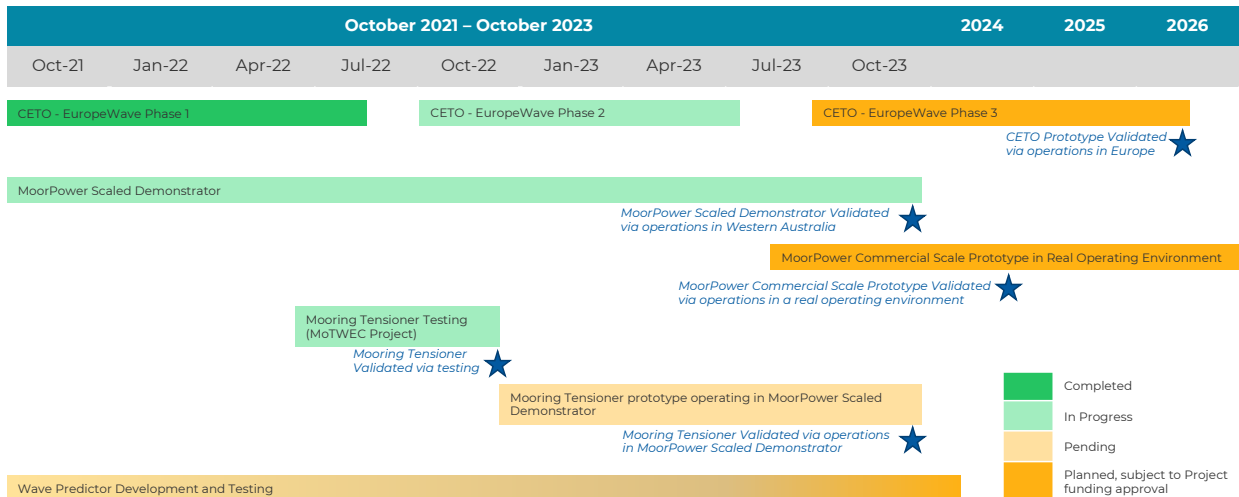 October 2021 – October 2023 2024 2025 2026
Oct-21 Jan-22 Apr-22 Jul-22 Oct-22 Jan-23 Apr-23 Jul-23 Oct-23
CETO - EuropeWave Phase 1 CETO - EuropeWave Phase 2 CETO - EuropeWave Phase 3
CETO Prototype Validated
via operations in Europe
MoorPower Scaled Demonstrator
MoorPower Scaled Demonstrator Validated
via operations in Western Australia
MoorPower Commercial Scale Prototype in Real Operating Environment
MoorPower Commercial Scale Prototype Validated
via operations in a real operating environment
Mooring Tensioner Testing
(MoTWEC Project)
Mooring Tensioner
Validated via testing
Mooring Tensioner prototype operating in MoorPower Scaled
Demonstrator
Mooring Tensioner Validated via operations
in MoorPower Scaled Demonstrator
Wave Predictor Development and Testing
Completed
In Progress
Pending
Planned, subject to Project
funding approval